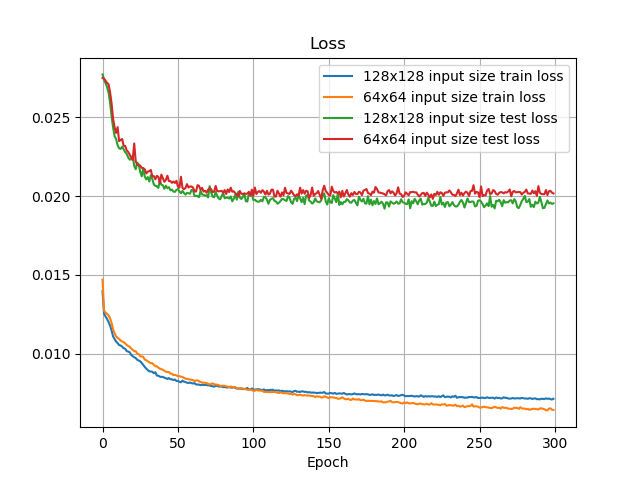 Loss
128x128 input size train loss
64x64 input size train loss
128x128 input size test loss
64x64 input size test loss
0.025
0.020
0.015
0.010
0 50 100 150 200 250 300
Epoch